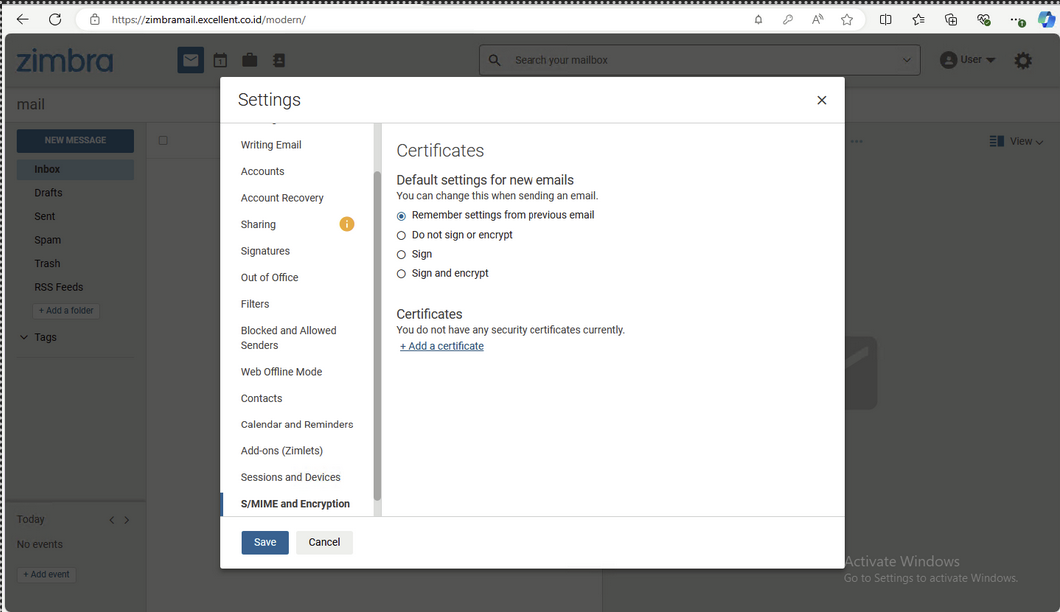 https://zimbramail.excellent.co.id/modern/
zimbra
1
Search your mailbox
User
mail
Settings
NEW MESSAGE
View
Inbox
Drafts
Sent
Spam
Trash
RSS Feeds
+ Add a folder
Tags
Writing Email
Accounts
Account Recovery
Sharing
Signatures
Out of Office
Filters
Blocked and Allowed
Senders
Web Offline Mode
Contacts
Calendar and Reminders
Add-ons (Zimlets)
Sessions and Devices
S/MIME and Encryption
Certificates
Default settings for new emails
You can change this when sending an email.
Remember settings from previous email
Do not sign or encrypt
Sign
Sign and encrypt
Certificates
You do not have any security certificates currently.
+ Add a certificate
Save
Cancel
Today
No events
+ Add event
Activate Windows
Go to Settings to activate Windows.